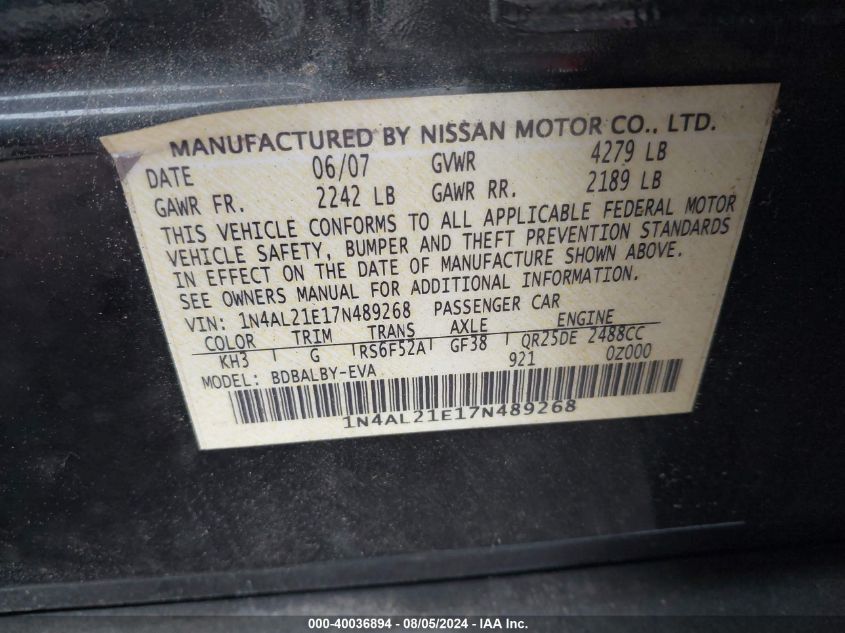 MANUFACTURED BY NISSAN MOTOR CO., LTD.
DATE 06/07 GVWR 4279 LB
GAWR FR. 2242 LB GAWR RR. 2189 LB
THIS VEHICLE CONFORMS TO ALL APPLICABLE FEDERAL MOTOR
VEHICLE SAFETY, BUMPER AND THEFT PREVENTION STANDARDS
IN EFFECT ON THE DATE OF MANUFACTURE SHOWN ABOVE.
SEE OWNERS MANUAL FOR ADDITIONAL INFORMATION.
VIN: 1N4AL21E17N489268 PASSENGER CAR
COLOR TRIM TRANS AXLE ENGINE
KH3 G RS6F52A GF38 QR25DE 2488CC
MODEL: BDBALBY-EVA 921 0Z000
1N4AL21E17N489268
000-40036894 - 08/05/2024 - IAA Inc.